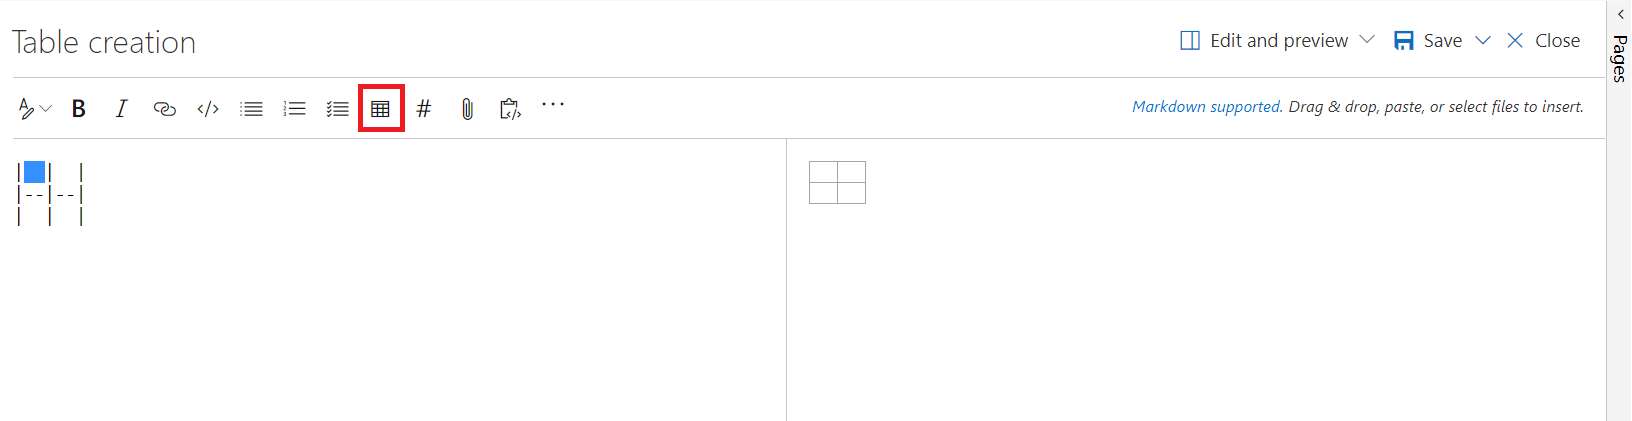 Table creation
Edit and preview Save Close
B I </> # ...
Markdown supported. Drag & drop, paste, or select files to insert.
|  |  |
|--|--|
|  |  |
Pages